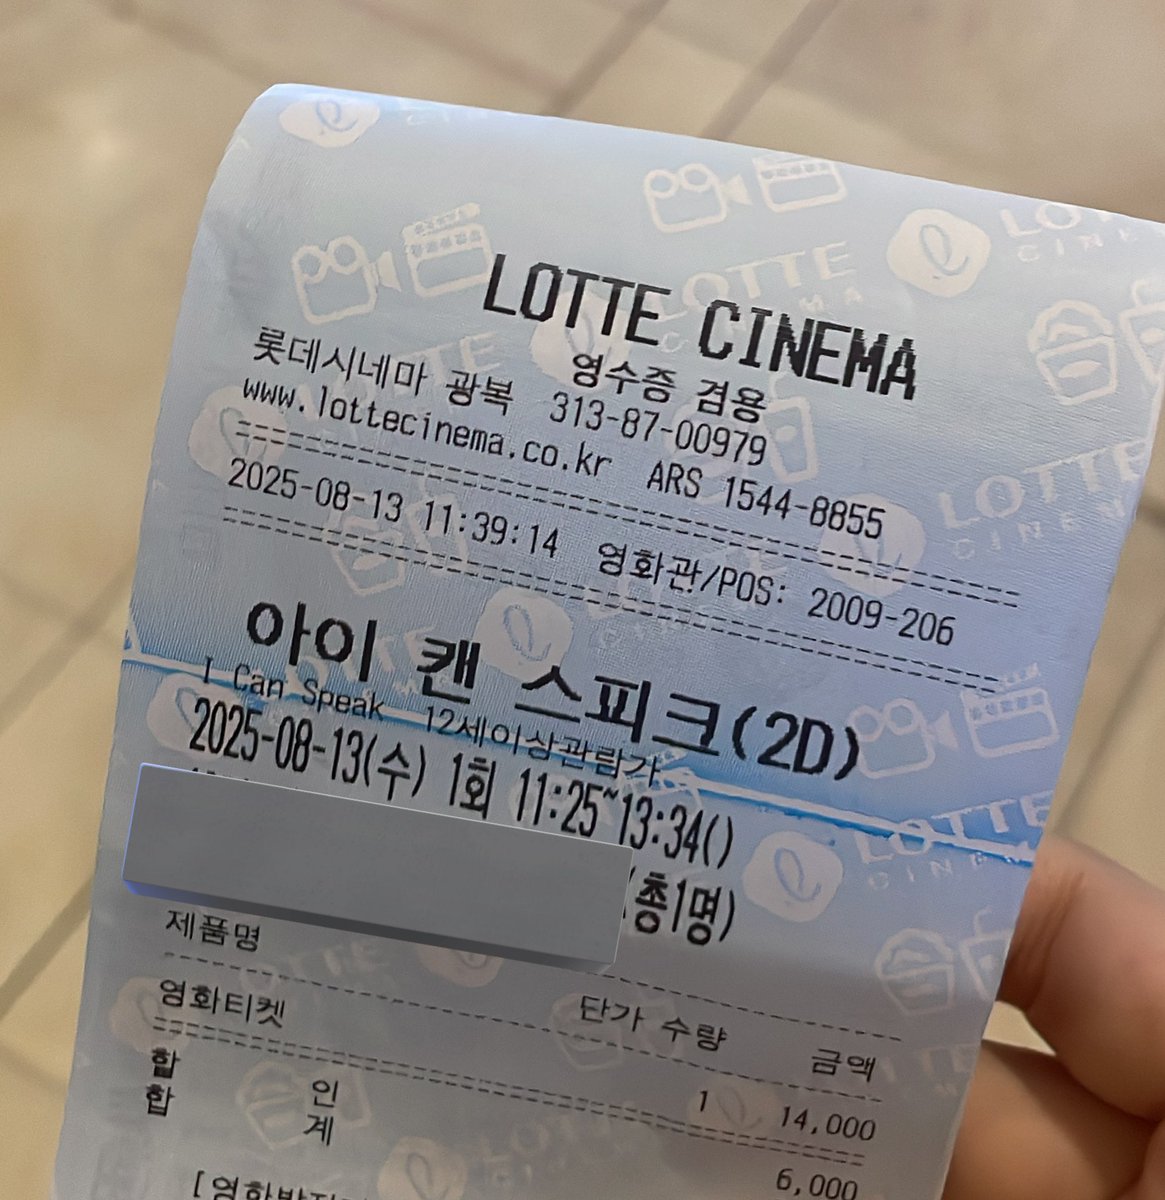 LOTTE CINEMA
영수증 겸용
롯데시네마 광복 313-87-00979
www.lottecinema.co.kr ARS 1544-8855
2025-08-13 11:39:14 영화관/POS: 2009-206
아이 캔 스피크(2D)
I Can Speak 12세이상관람가
2025-08-13(수) 1회 11:25~13:34()
(총1명)
제품명 단가 수량 금액
영화티켓 1 14,000
할 인 6,000
합 계